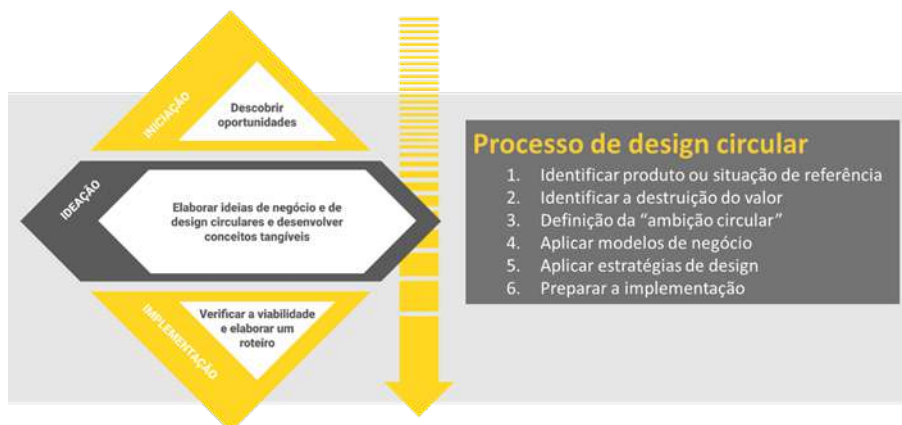 INICIAÇÃO
Descobrir
oportunidades
IDEAÇÃO
Elaborar ideias de negócio e de
design circulares e desenvolver
conceitos tangíveis
IMPLEMENTAÇÃO
Verificar a viabilidade
e elaborar um
roteiro
Processo de design circular
1. Identificar produto ou situação de referência
2. Identificar a destruição do valor
3. Definição da “ambição circular”
4. Aplicar modelos de negócio
5. Aplicar estratégias de design
6. Preparar a implementação